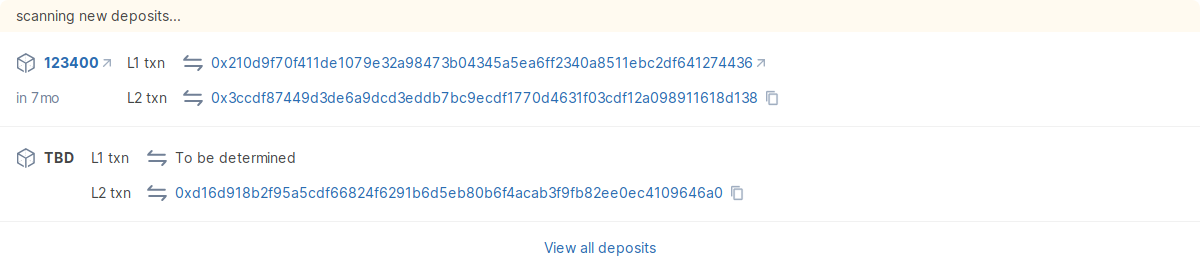 scanning new deposits...
123400 L1 txn 0x210d9f70f411de1079e32a98473b04345a5ea6ff2340a8511ebc2df641274436
in 7mo L2 txn 0x3ccdf87449d3de6a9dcd3eddb7bc9ecdf1770d4631f03cdf12a098911618d138
TBD L1 txn To be determined
L2 txn 0xd16d918b2f95a5cdf66824f6291b6d5eb80b6f4acab3f9fb82ee0ec4109646a0
View all deposits